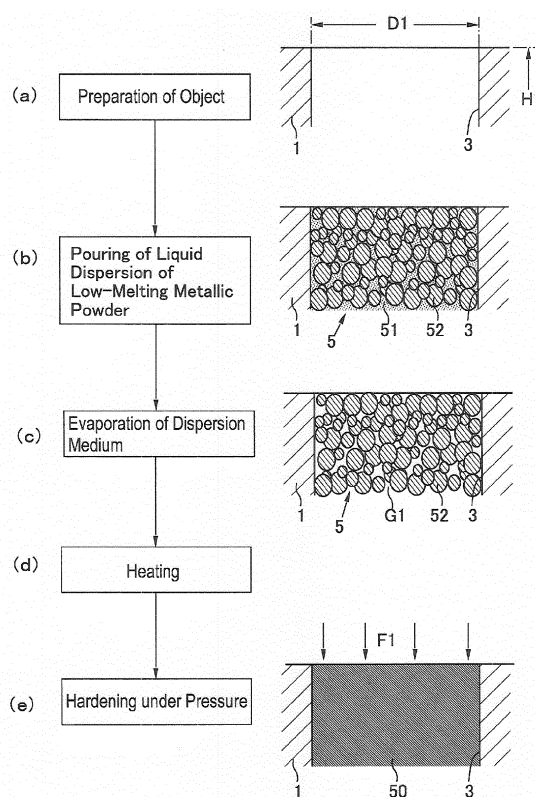 D1
(a)
Preparation of Object
H
1
3
(b)
Pouring of Liquid
Dispersion of
Low-Melting Metallic
Powder
1
5
51
52
3
(c)
Evaporation of Dispersion
Medium
1
5
G1
52
3
(d)
Heating
F1
(e)
Hardening under Pressure
1
50
3